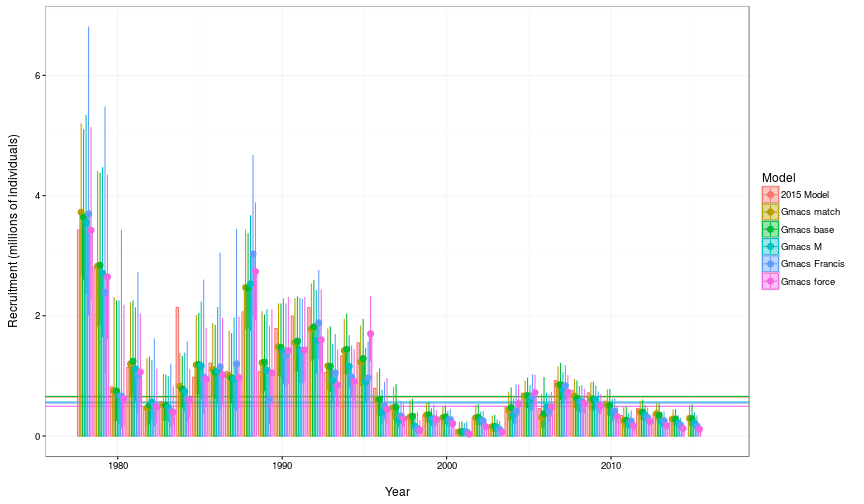 Recruitment (millions of individuals)
6
4
2
0
1980
1990
2000
2010
Year
Model
2015 Model
Gmacs match
Gmacs base
Gmacs M
Gmacs Francis
Gmacs force